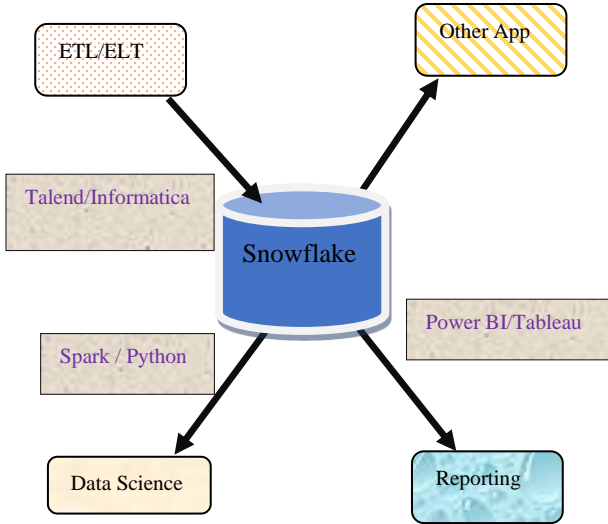 ETL/ELT
Other App
Talend/Informatica
Snowflake
Power BI/Tableau
Spark / Python
Data Science
Reporting